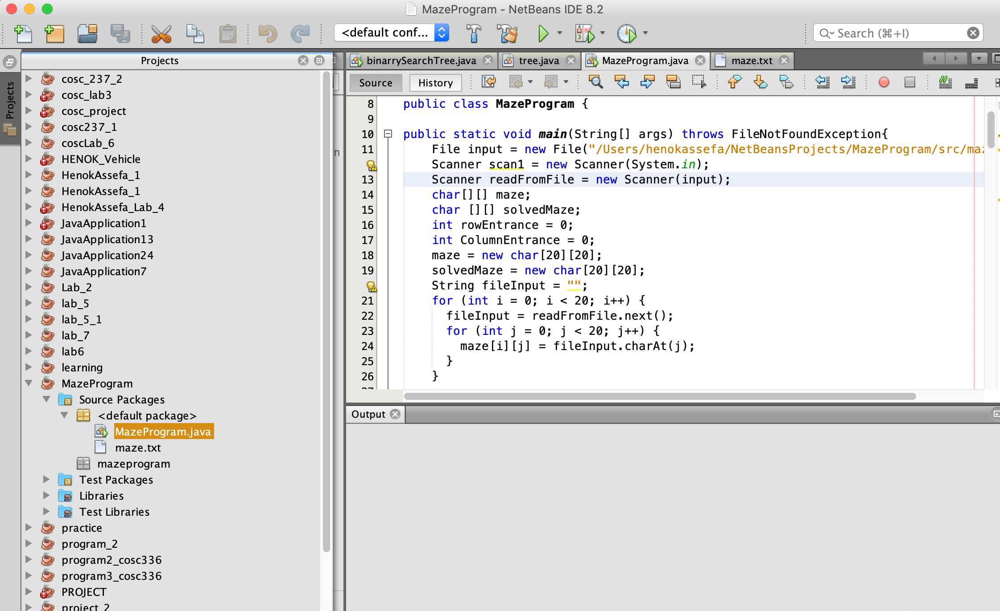 MazeProgram - NetBeans IDE 8.2
<default conf...
Search (⌘+I)
Projects
Projects
cosc_237_2
cosc_lab3
cosc_project
cosc237_1
coscLab_6
HENOK_Vehicle
HenokAssefa_1
HenokAssefa_1
HenokAssefa_Lab_4
JavaApplication1
JavaApplication13
JavaApplication24
JavaApplication7
Lab_2
lab_5
lab_5_1
lab_7
lab6
learning
MazeProgram
Source Packages
<default package>
MazeProgram.java
maze.txt
mazeprogram
Test Packages
Libraries
Test Libraries
practice
program_2
program2_cosc336
program3_cosc336
PROJECT
project_2
binarrySearchTree.java
tree.java
MazeProgram.java
maze.txt
Source
History
8 public class MazeProgram {
9
10 public static void main(String[] args) throws FileNotFoundException{
11 File input = new File("/Users/henokassefa/NetBeansProjects/MazeProgram/src/maz
Scanner scan1 = new Scanner(System.in);
13 Scanner readFromFile = new Scanner(input);
14 char[][] maze;
15 char [][] solvedMaze;
16 int rowEntrance = 0;
17 int ColumnEntrance = 0;
18 maze = new char[20][20];
19 solvedMaze = new char[20][20];
String fileInput = "";
21 for (int i = 0; i < 20; i++) {
22 fileInput = readFromFile.next();
23 for (int j = 0; j < 20; j++) {
24 maze[i][j] = fileInput.charAt(j);
25 }
26 }
Output